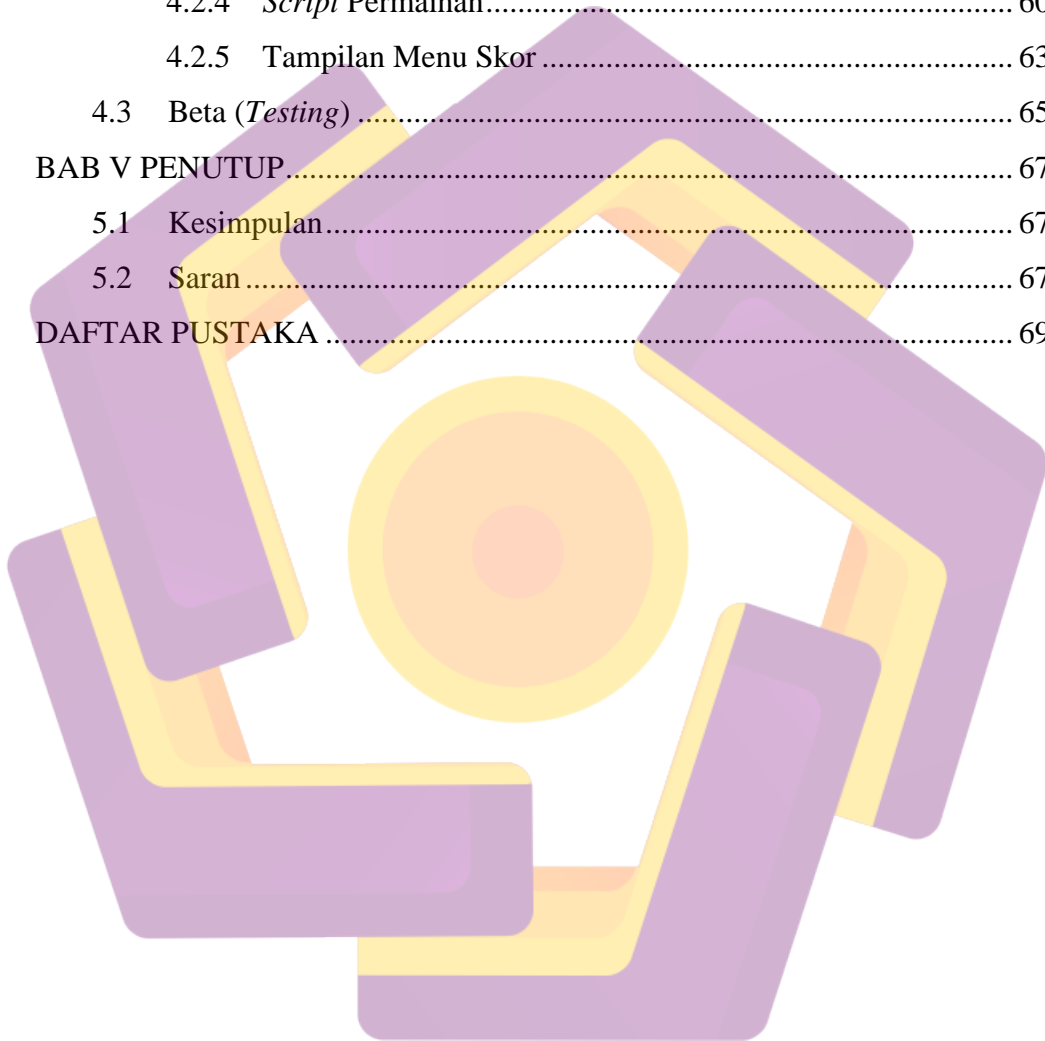 4.2.4 Script Permainan.................................................................. 60
4.2.5 Tampilan Menu Skor ........................................................... 63
4.3 Beta (Testing) .................................................................................... 65
BAB V PENUTUP............................................................................................ 67
5.1 Kesimpulan ........................................................................................ 67
5.2 Saran .................................................................................................. 67
DAFTAR PUSTAKA ....................................................................................... 69